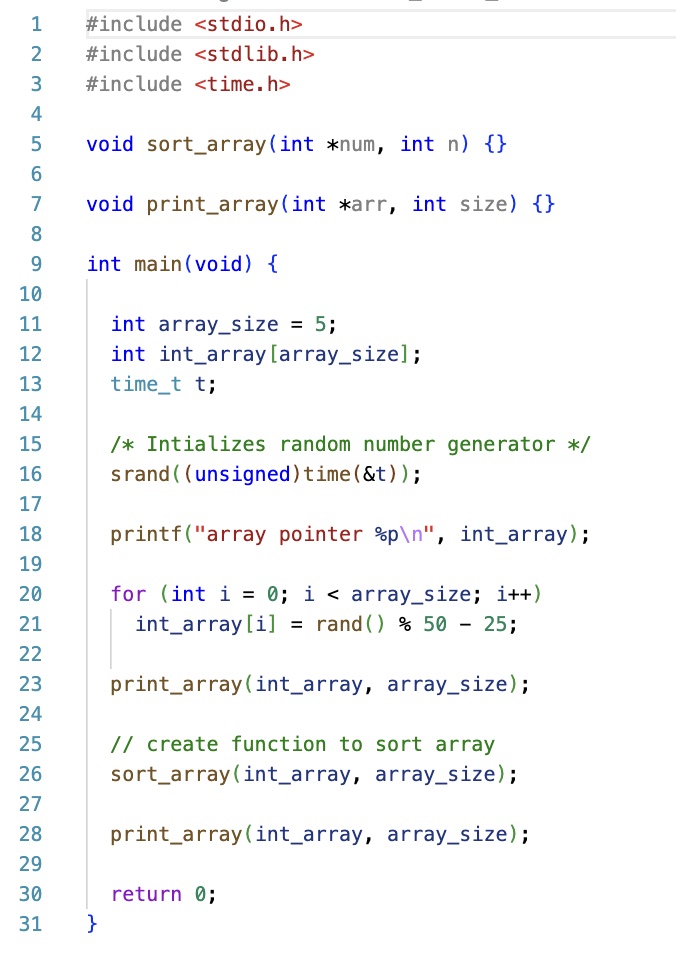 1 #include <stdio.h>
2 #include <stdlib.h>
3 #include <time.h>
4
5 void sort_array(int *num, int n) {}
6
7 void print_array(int *arr, int size) {}
8
9 int main(void) {
10
11 int array_size = 5;
12 int int_array[array_size];
13 time_t t;
14
15 /* Intializes random number generator */
16 srand((unsigned)time(&t));
17
18 printf("array pointer %p\n", int_array);
19
20 for (int i = 0; i < array_size; i++)
21 int_array[i] = rand() % 50 - 25;
22
23 print_array(int_array, array_size);
24
25 // create function to sort array
26 sort_array(int_array, array_size);
27
28 print_array(int_array, array_size);
29
30 return 0;
31 }